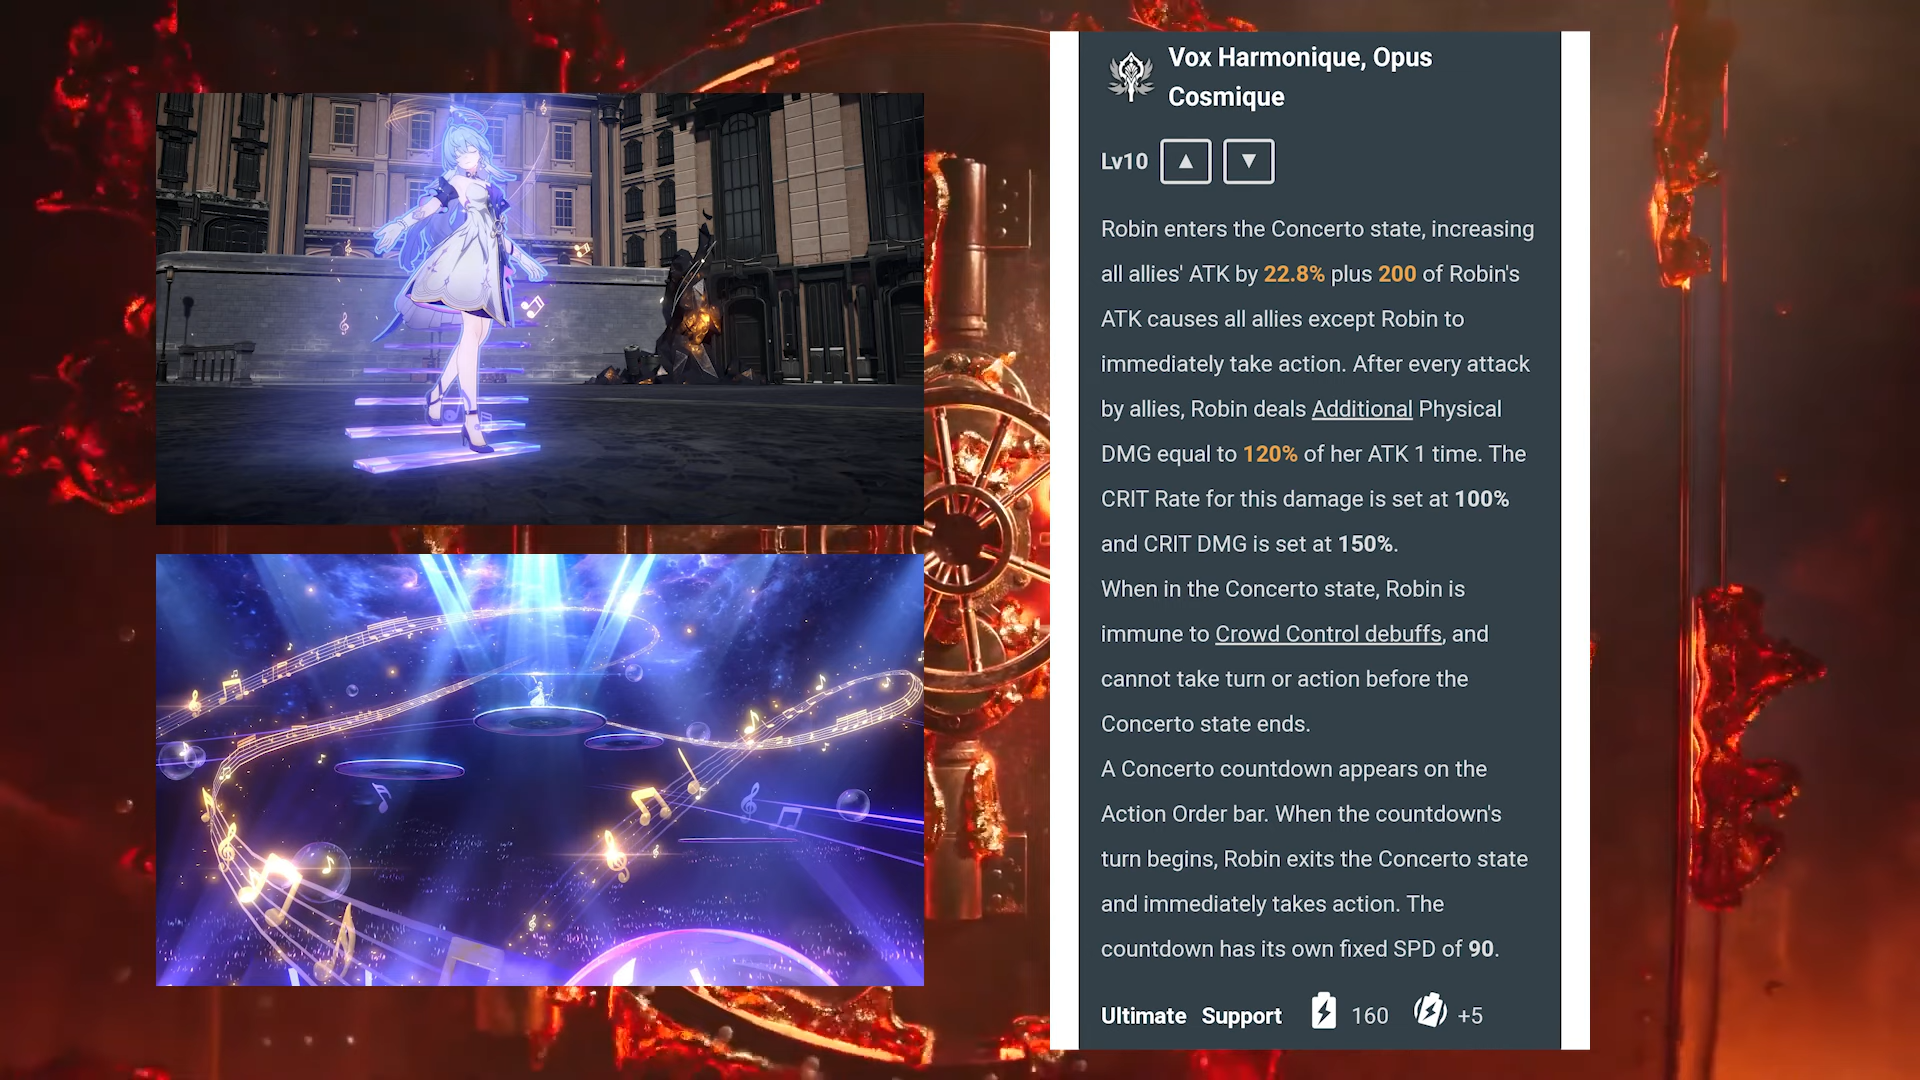 Vox Harmonique, Opus
Cosmique
Lv10 ▲ ▼
Robin enters the Concerto state, increasing
all allies' ATK by 22.8% plus 200 of Robin's
ATK causes all allies except Robin to
immediately take action. After every attack
by allies, Robin deals Additional Physical
DMG equal to 120% of her ATK 1 time. The
CRIT Rate for this damage is set at 100%
and CRIT DMG is set at 150%.
When in the Concerto state, Robin is
immune to Crowd Control debuffs, and
cannot take turn or action before the
Concerto state ends.
A Concerto countdown appears on the
Action Order bar. When the countdown's
turn begins, Robin exits the Concerto state
and immediately takes action. The
countdown has its own fixed SPD of 90.
Ultimate Support 160 +5